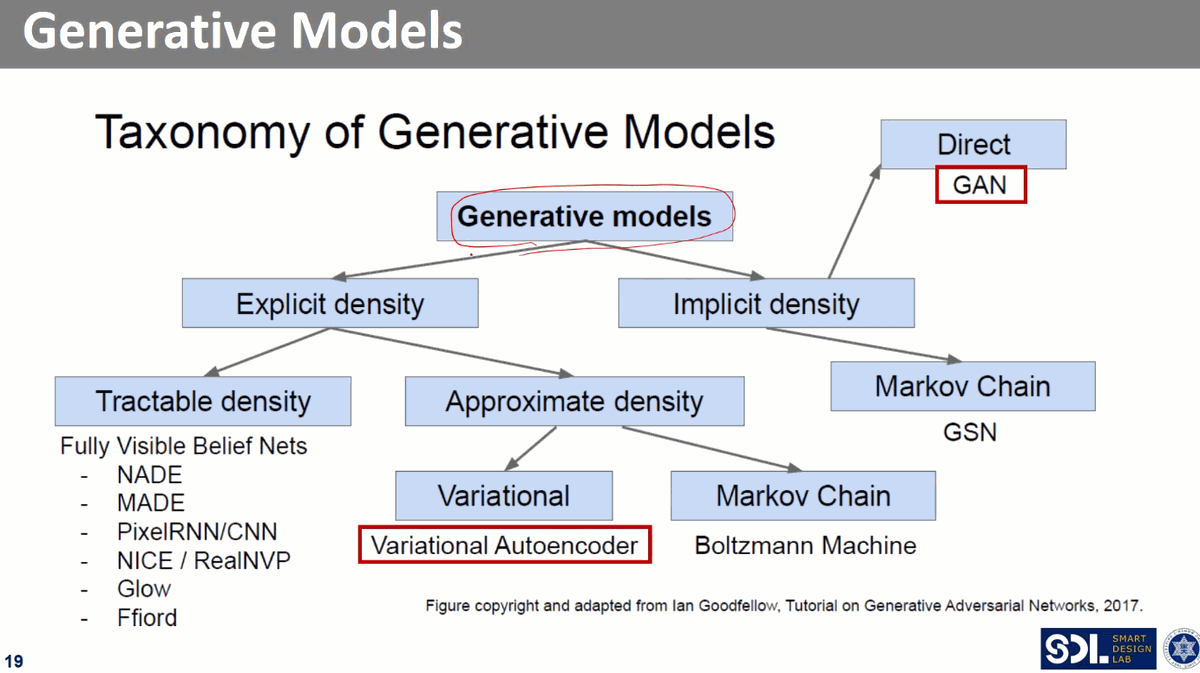 Generative Models
Taxonomy of Generative Models
Direct
GAN
Generative models
Explicit density
Implicit density
Tractable density
Approximate density
Markov Chain
GSN
Fully Visible Belief Nets
- NADE
- MADE
- PixelRNN/CNN
- NICE / RealNVP
- Glow
- Ffiord
Variational
Markov Chain
Variational Autoencoder
Boltzmann Machine
Figure copyright and adapted from Ian Goodfellow, Tutorial on Generative Adversarial Networks, 2017.
19
SDL.
SMART
DESIGN
LAB